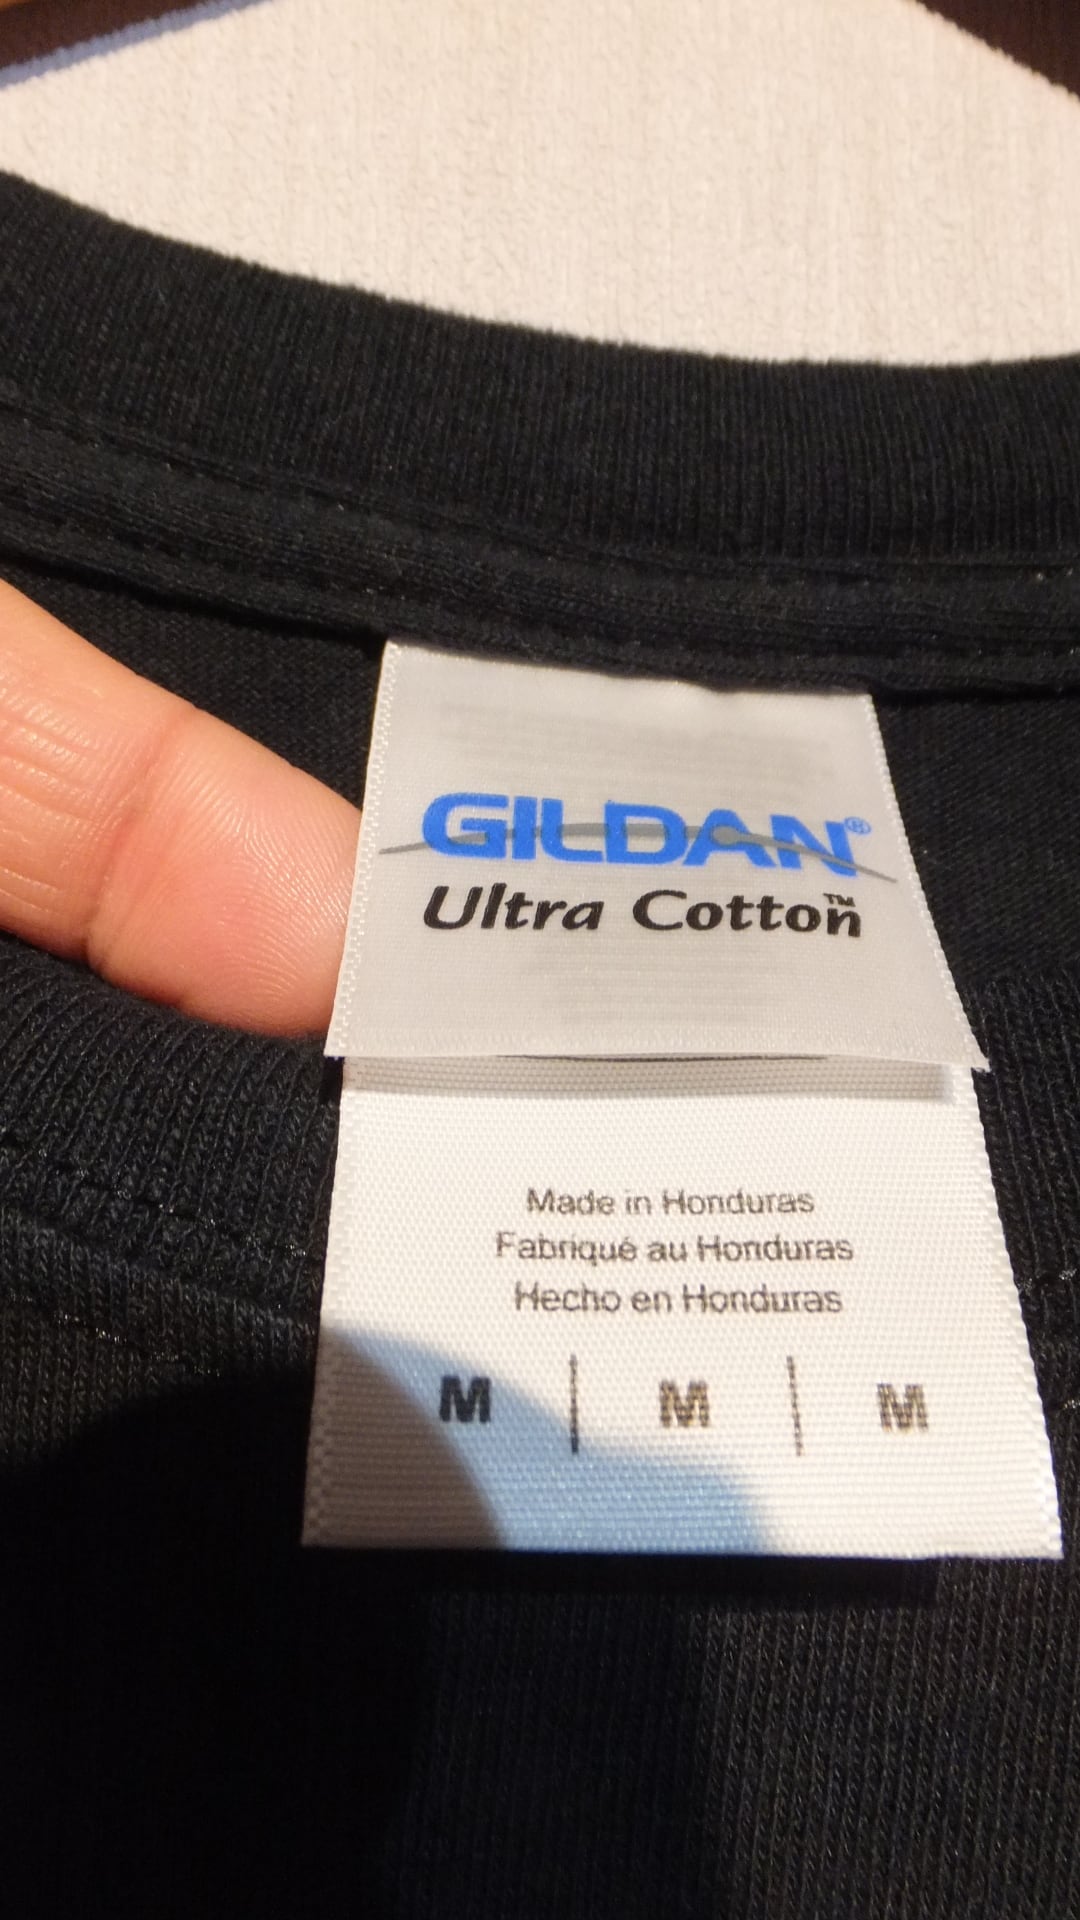 GILDAN®
Ultra Cotton™
Made in Honduras
Fabriqué au Honduras
Hecho en Honduras
M | M | M